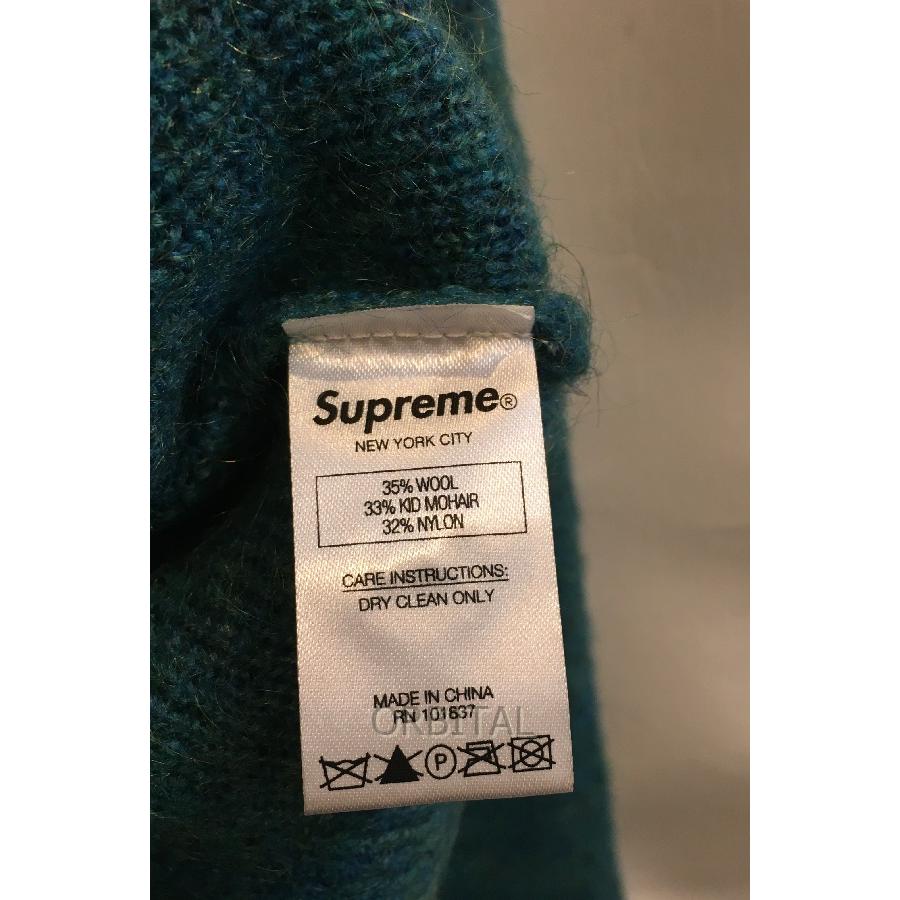 Supreme®
NEW YORK CITY
35% WOOL
33% KID MOHAIR
32% NYLON
CARE INSTRUCTIONS:
DRY CLEAN ONLY
MADE IN CHINA
RN 101837
ORBITAL
P